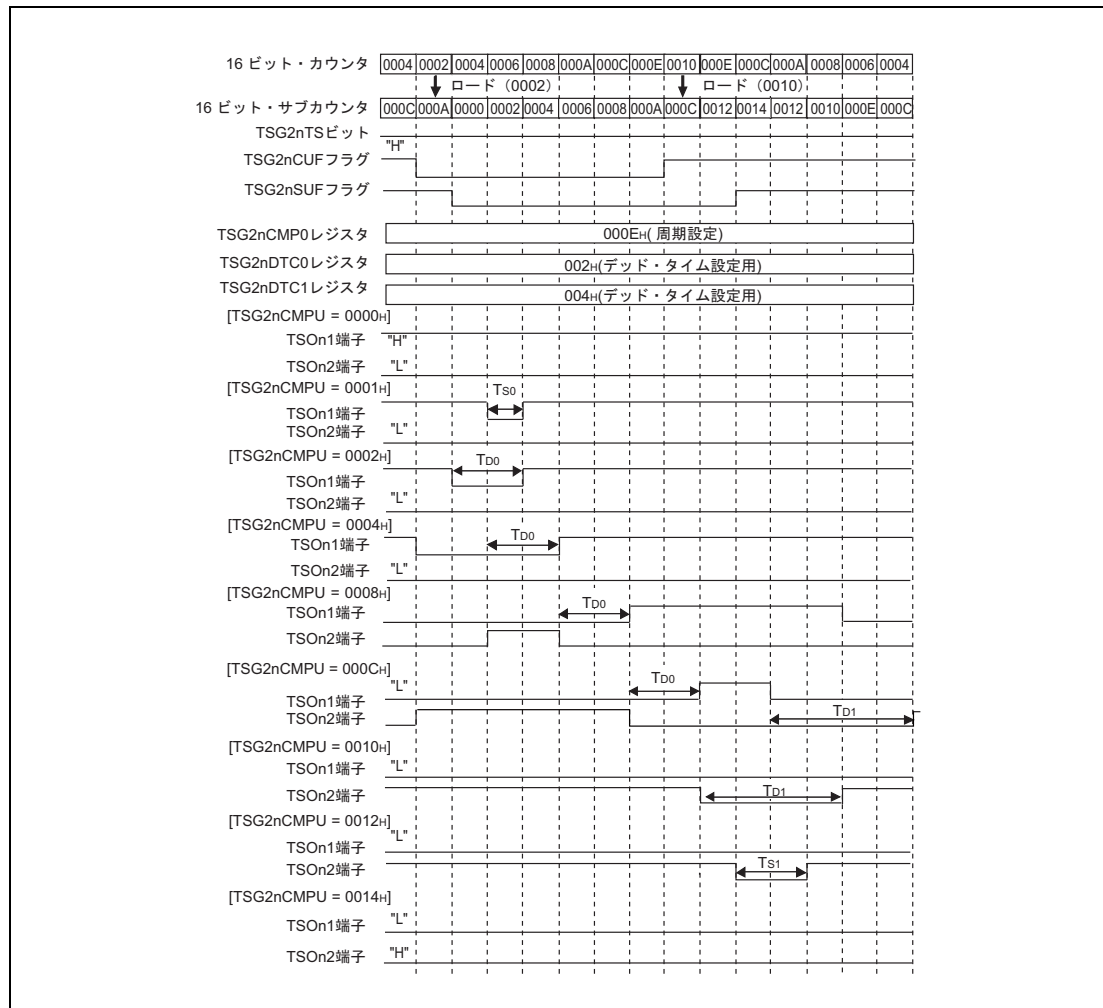 16 ビット・カウンタ 0004 0002 0004 0006 0008 000A 000C 000E 0010 000E 000C 000A 0008 0006 0004
ロード（0002） ロード（0010）
16 ビット・サブカウンタ 000C 000A 0000 0002 0004 0006 0008 000A 000C 0012 0014 0012 0010 000E 000C
TSG2nTSビット
"H"
TSG2nCUFフラグ
TSG2nSUFフラグ
TSG2nCMP0レジスタ 000EH( 周期設定)
TSG2nDTC0レジスタ 002H(デッド・タイム設定用)
TSG2nDTC1レジスタ 004H(デッド・タイム設定用)
[TSG2nCMPU = 0000H]
TSOn1端子 "H"
TSOn2端子 "L"
[TSG2nCMPU = 0001H] TS0
TSOn1端子
TSOn2端子 "L"
[TSG2nCMPU = 0002H] TD0
TSOn1端子
TSOn2端子 "L"
[TSG2nCMPU = 0004H] TD0
TSOn1端子
TSOn2端子 "L"
[TSG2nCMPU = 0008H] TD0
TSOn1端子
TSOn2端子
[TSG2nCMPU = 000CH] TD0
"L"
TSOn1端子
TSOn2端子 TD1
[TSG2nCMPU = 0010H]
TSOn1端子 "L"
TSOn2端子 TD1
[TSG2nCMPU = 0012H]
"L"
TSOn1端子
TSOn2端子 TS1
[TSG2nCMPU = 0014H]
TSOn1端子 "L"
TSOn2端子 "H"